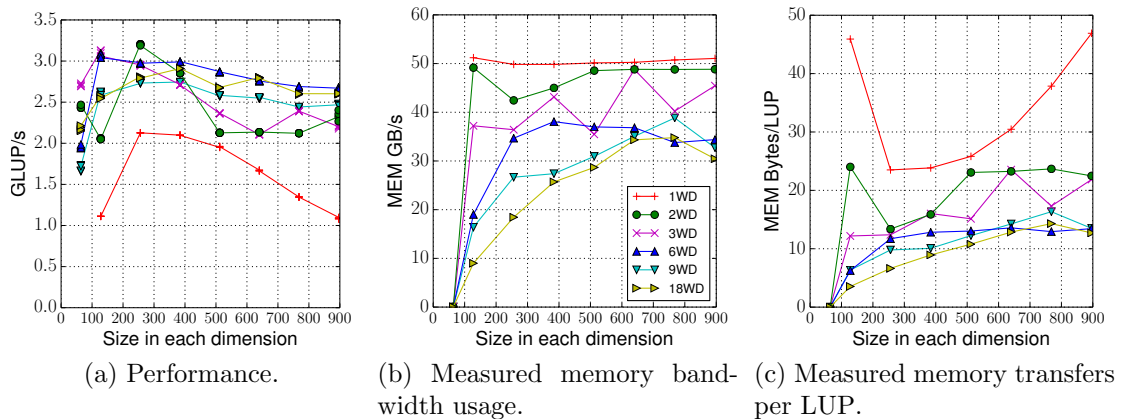 3.5
3.0
2.5
2.0
1.5
1.0
0.5
0.0
GLUP/s
0 100 200 300 400 500 600 700 800 900
Size in each dimension
(a) Performance.
60
50
40
30
20
10
0
MEM GB/s
1WD
2WD
3WD
6WD
9WD
18WD
0 100 200 300 400 500 600 700 800 900
Size in each dimension
(b) Measured memory band-
width usage.
50
40
30
20
10
0
MEM Bytes/LUP
0 100 200 300 400 500 600 700 800 900
Size in each dimension
(c) Measured memory transfers
per LUP.